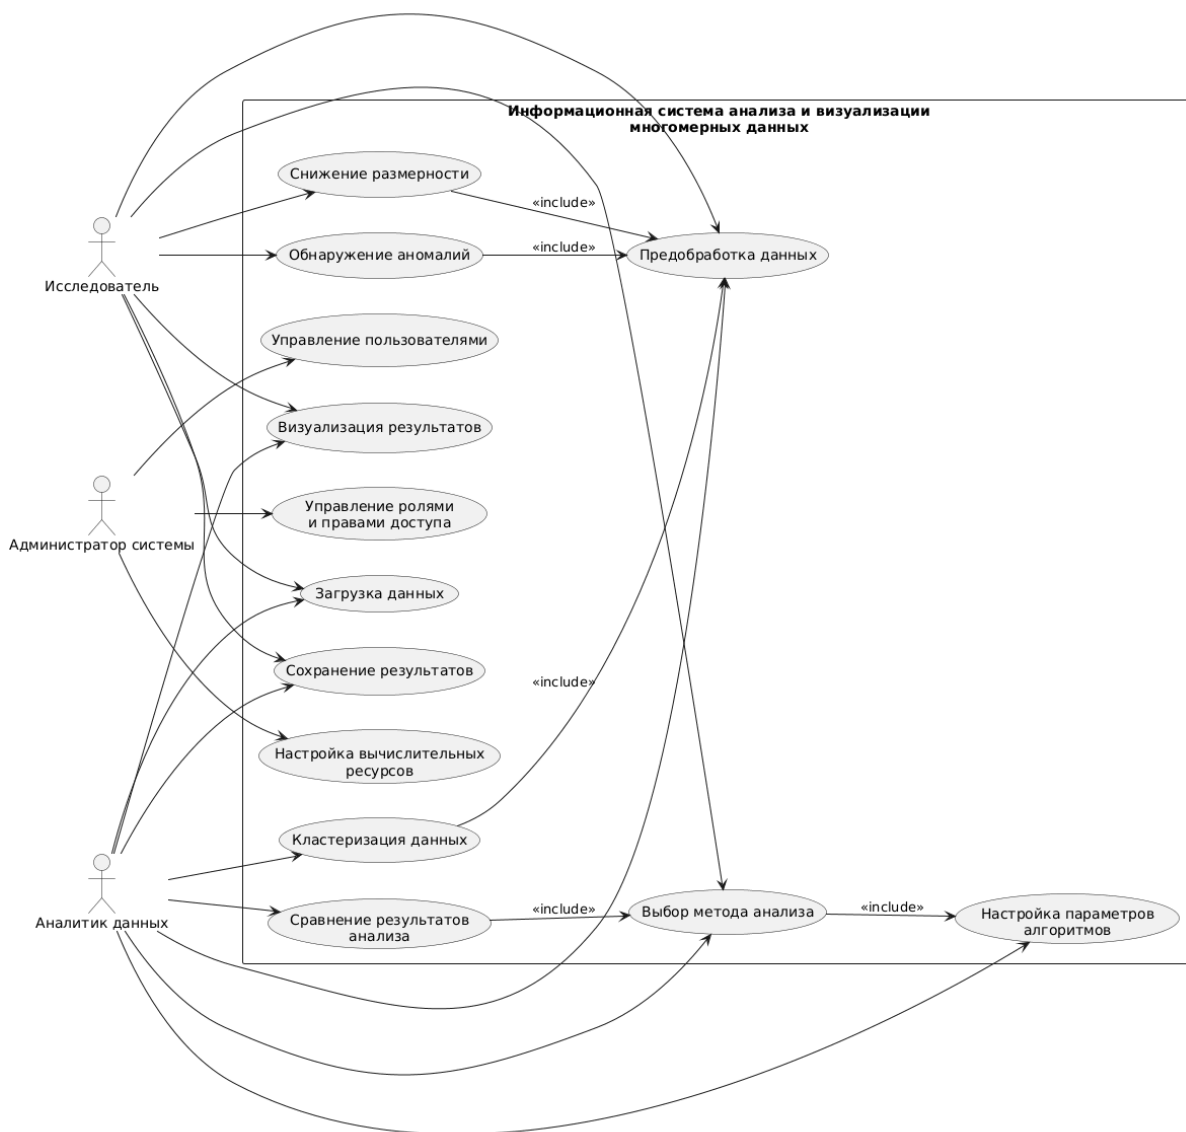 Информационная система анализа и визуализации
многомерных данных
Снижение размерности
«include»
Обнаружение аномалий
«include»
Предобработка данных
Исследователь
Управление пользователями
Визуализация результатов
Управление ролями
и правами доступа
Администратор системы
Загрузка данных
Сохранение результатов
«include»
Настройка вычислительных
ресурсов
Кластеризация данных
Аналитик данных
Сравнение результатов
анализа
«include»
Выбор метода анализа
«include»
Настройка параметров
алгоритмов